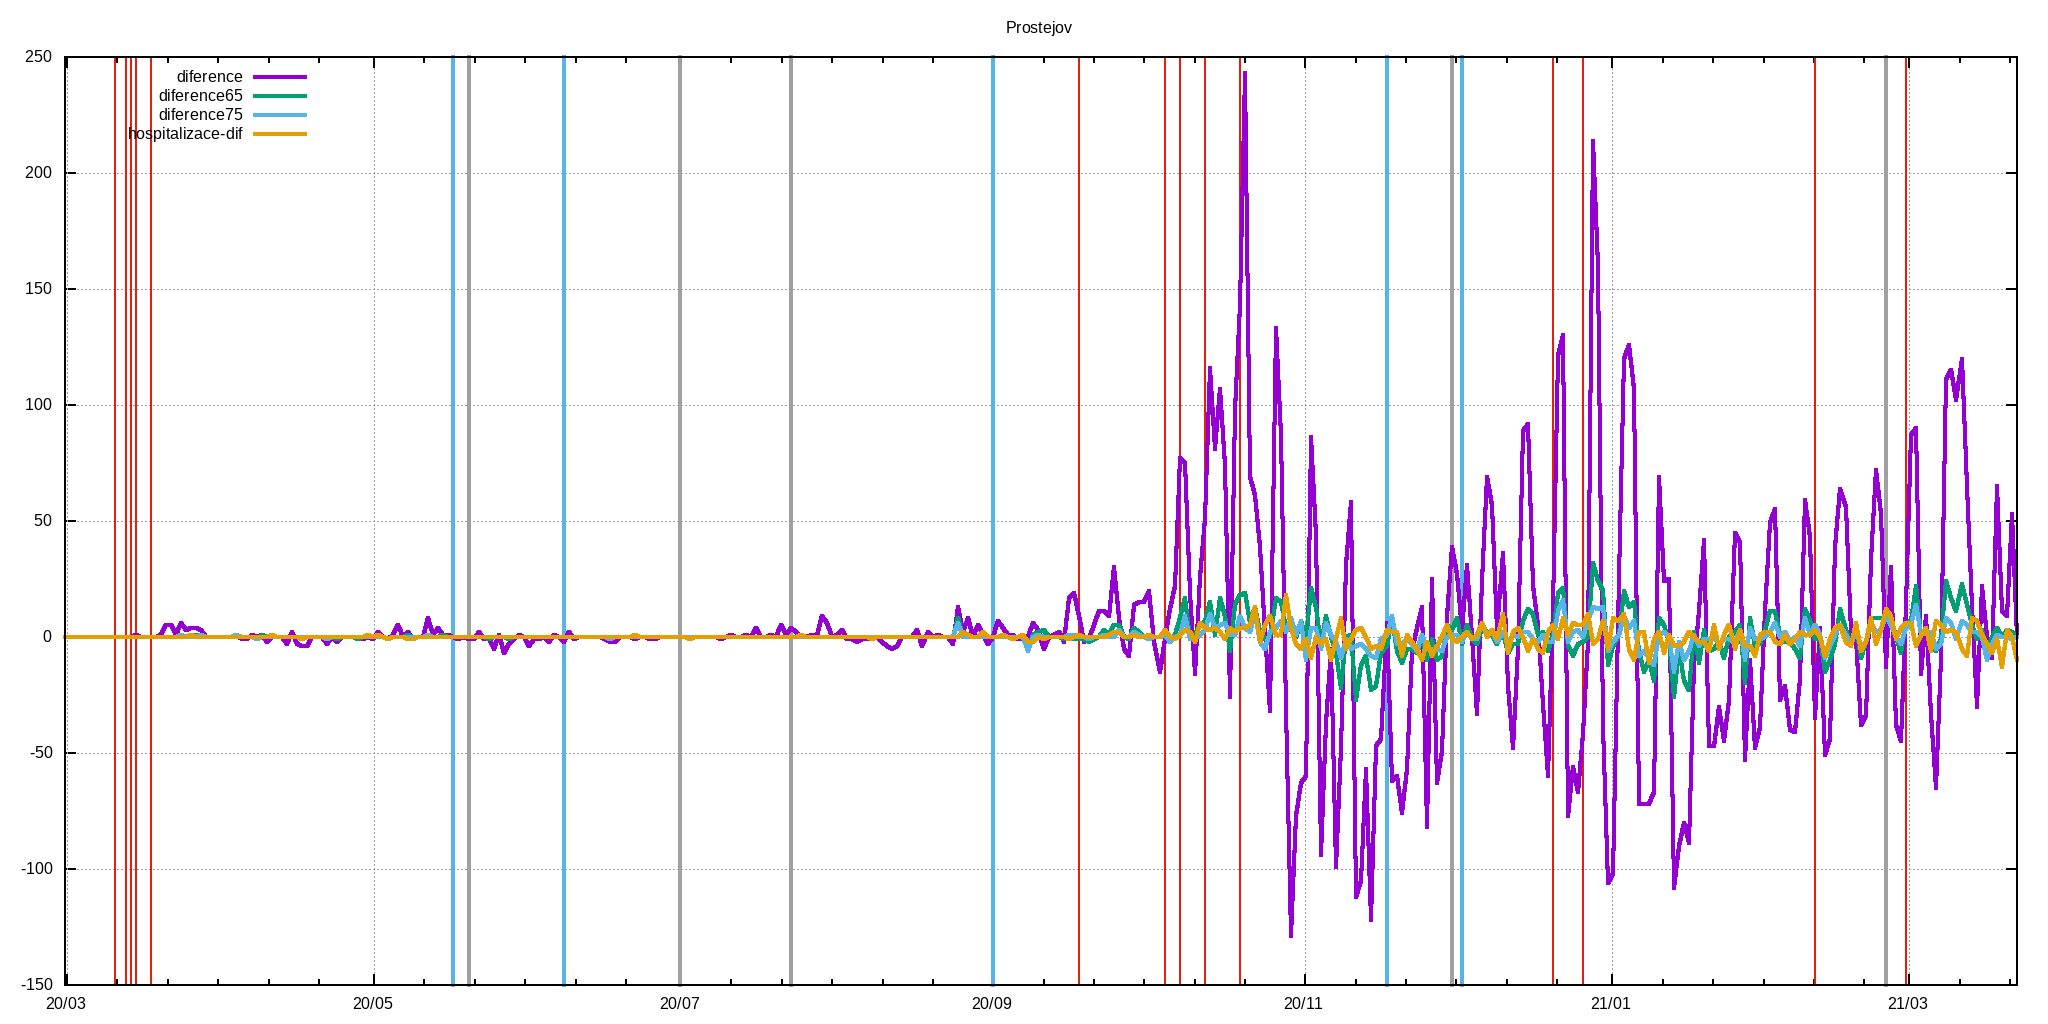 Prostejov
250
200
150
100
50
0
-50
-100
-150
diference
diference65
diference75
hospitalizace-dif
20/03 20/05 20/07 20/09 20/11 21/01 21/03